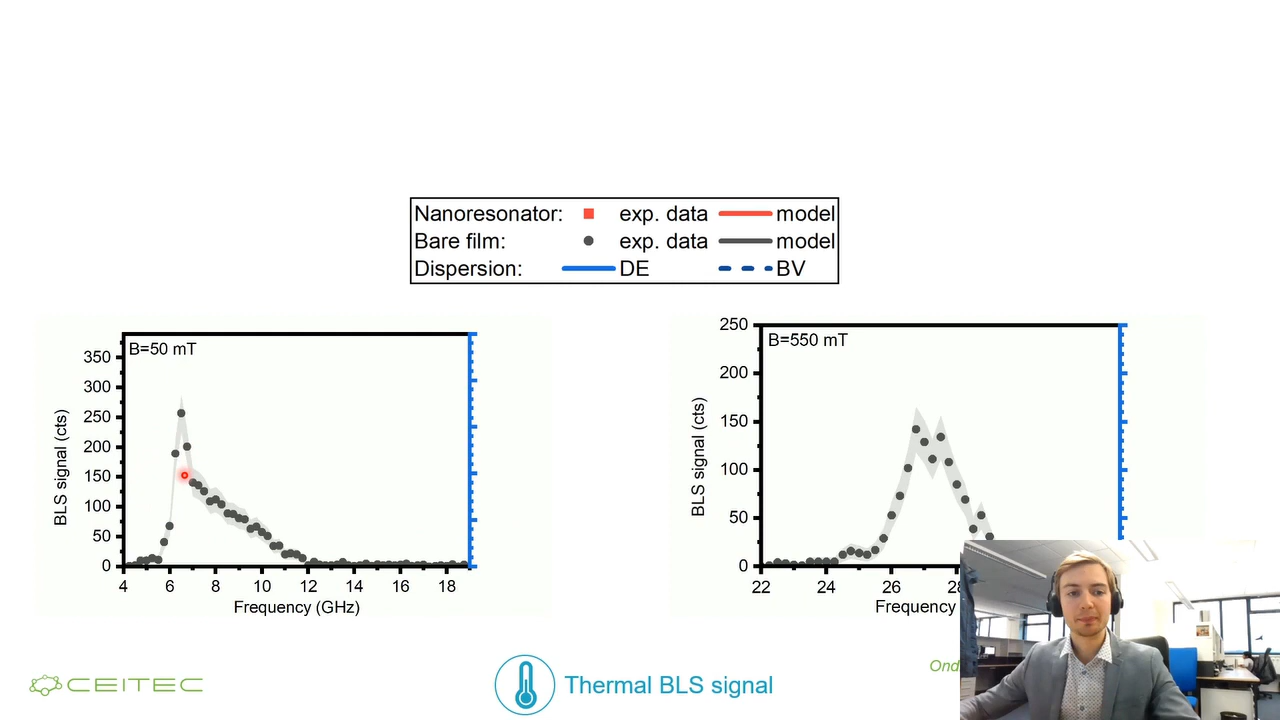 Nanoresonator: exp. data model
Bare film: exp. data model
Dispersion: DE BV
B=50 mT
350
300
250
200
150
100
50
0
BLS signal (cts)
4 6 8 10 12 14 16 18
Frequency (GHz)
B=550 mT
250
200
150
100
50
0
BLS signal (cts)
22 24 26 28
Frequency
CEITEC
Thermal BLS signal
Ond